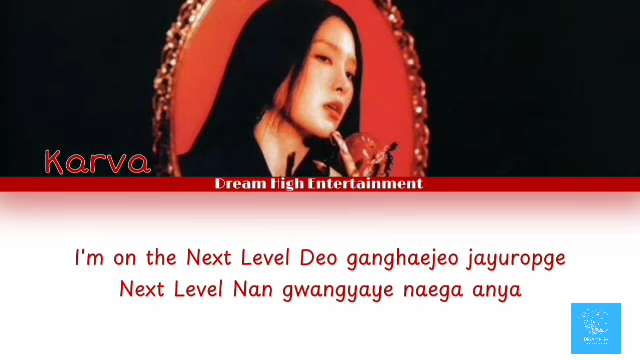 Karva
Dream High Entertainment
I'm on the Next Level Deo ganghaejeo jayuropge
Next Level Nan gwangyaye naega anya